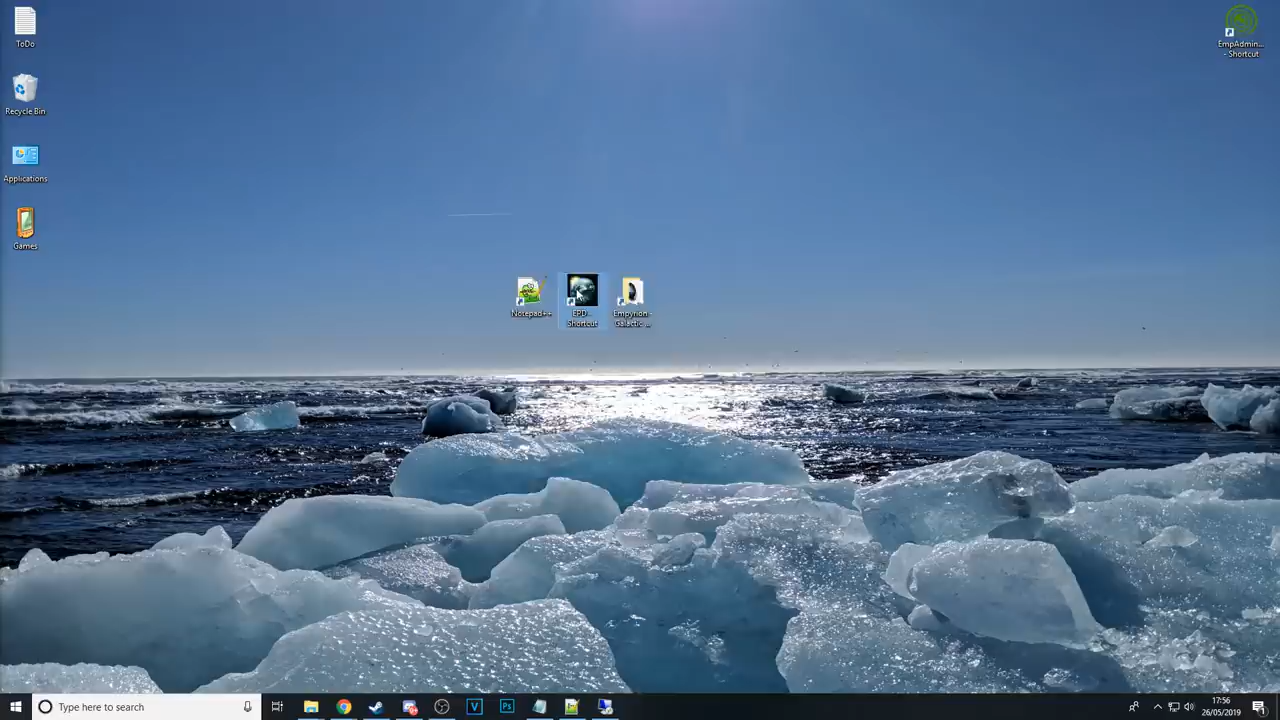 ToDo
Recycle Bin
Applications
Games
Notepad++
EPD -
Shortcut
Empyrion -
Galactic ...
EmpAdmin...
- Shortcut
Type here to search
17:56
26/05/2019